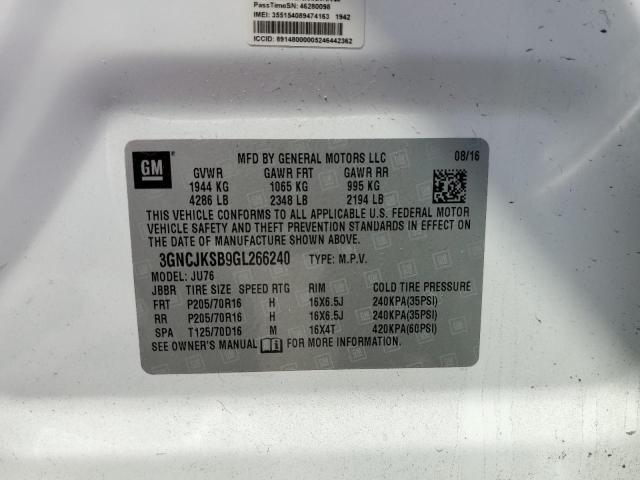 PassTimeSN: 46280098
IMEI: 355154089474163 1942
ICCID: 89148000005246442362
GM
MFD BY GENERAL MOTORS LLC 08/16
GVWR GAWR FRT GAWR RR
1944 KG 1065 KG 995 KG
4286 LB 2348 LB 2194 LB
THIS VEHICLE CONFORMS TO ALL APPLICABLE U.S. FEDERAL MOTOR
VEHICLE SAFETY AND THEFT PREVENTION STANDARDS IN EFFECT ON
THE DATE OF MANUFACTURE SHOWN ABOVE.
3GNCJKSB9GL266240 TYPE: M.P.V.
MODEL: JU76
JBBR TIRE SIZE SPEED RTG RIM COLD TIRE PRESSURE
FRT P205/70R16 H 16X6.5J 240KPA(35PSI)
RR P205/70R16 H 16X6.5J 240KPA(35PSI)
SPA T125/70D16 M 16X4T 420KPA(60PSI)
SEE OWNER'S MANUAL FOR MORE INFORMATION.